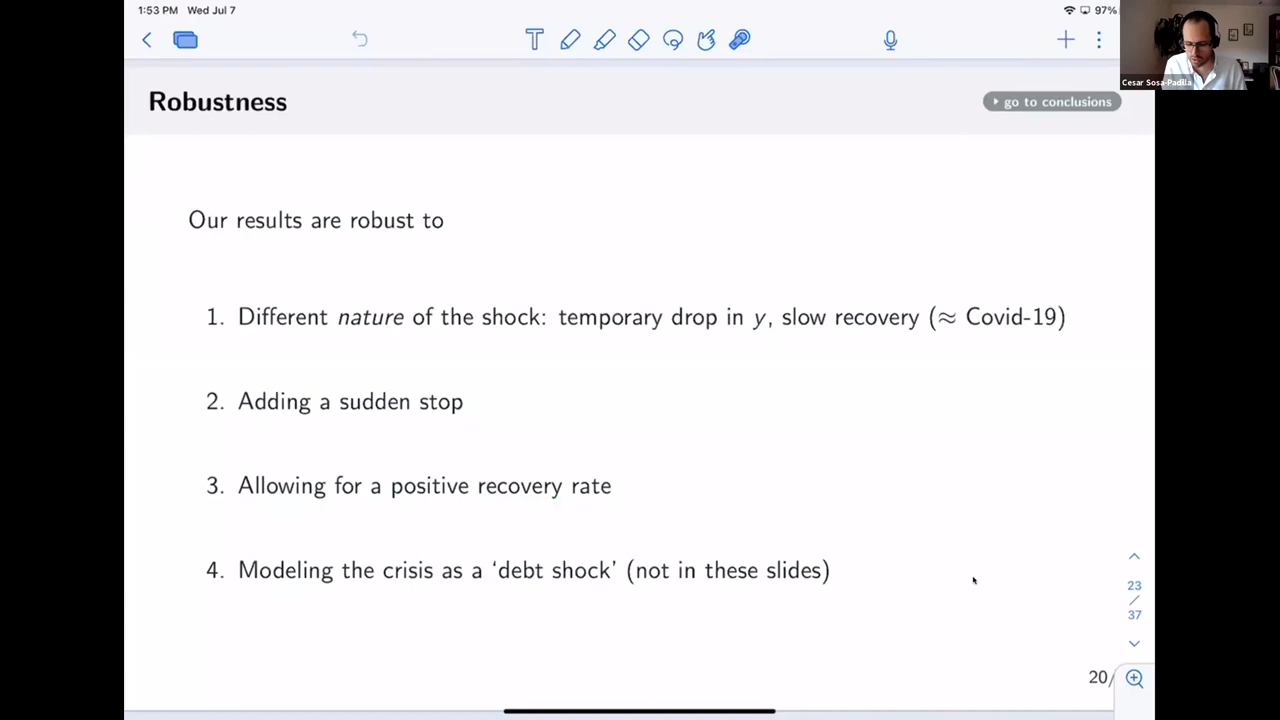 1:53 PM Wed Jul 7
97%
Cesar Sosa-Padilla
Robustness
go to conclusions
Our results are robust to
1. Different nature of the shock: temporary drop in y, slow recovery (≈ Covid-19)
2. Adding a sudden stop
3. Allowing for a positive recovery rate
4. Modeling the crisis as a ‘debt shock’ (not in these slides)
23
/
37
20/